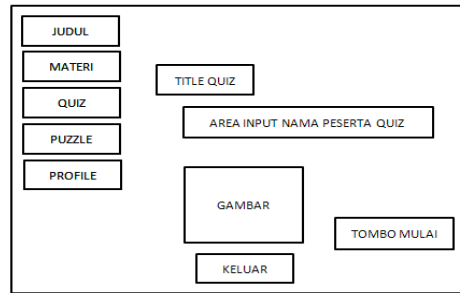 JUDUL
MATERI
TITLE QUIZ
QUIZ
AREA INPUT NAMA PESERTA QUIZ
PUZZLE
PROFILE
GAMBAR
TOMBO MULAI
KELUAR